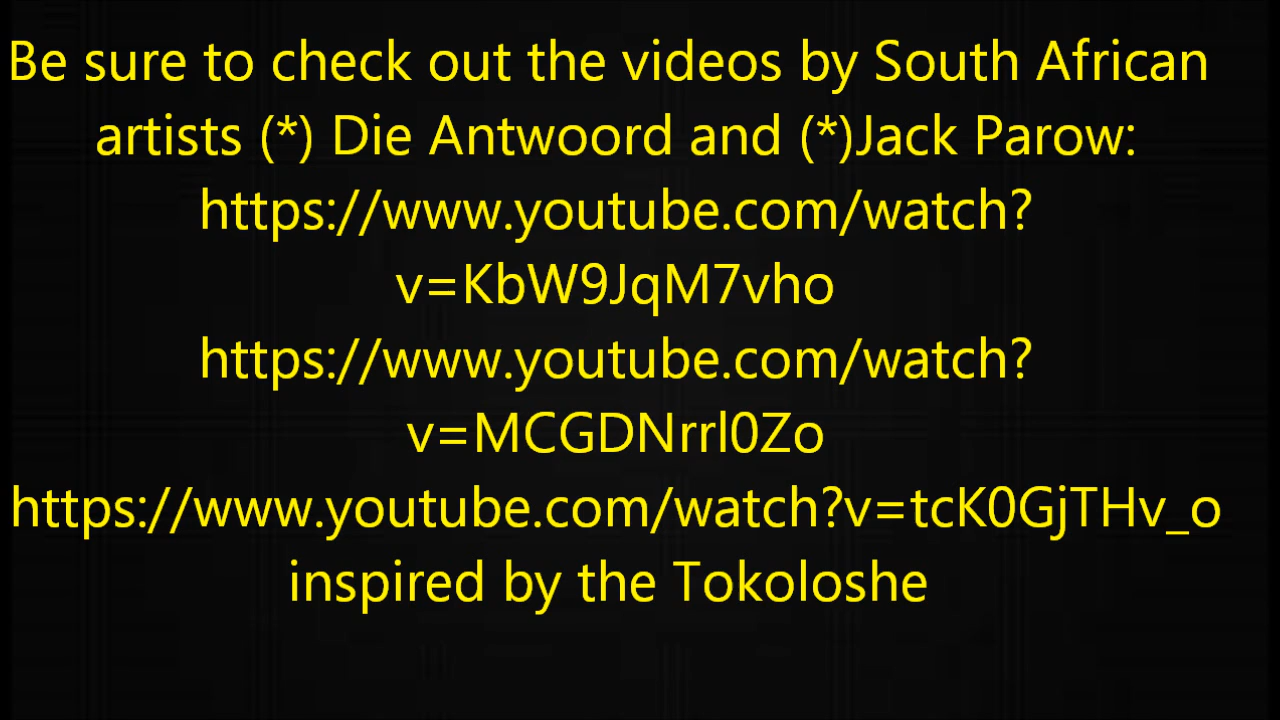 Be sure to check out the videos by South African
artists (*) Die Antwoord and (*)Jack Parow:
https://www.youtube.com/watch?
v=KbW9JqM7vho
https://www.youtube.com/watch?
v=MCGDNrrl0Zo
https://www.youtube.com/watch?v=tcK0GjTHv_o
inspired by the Tokoloshe